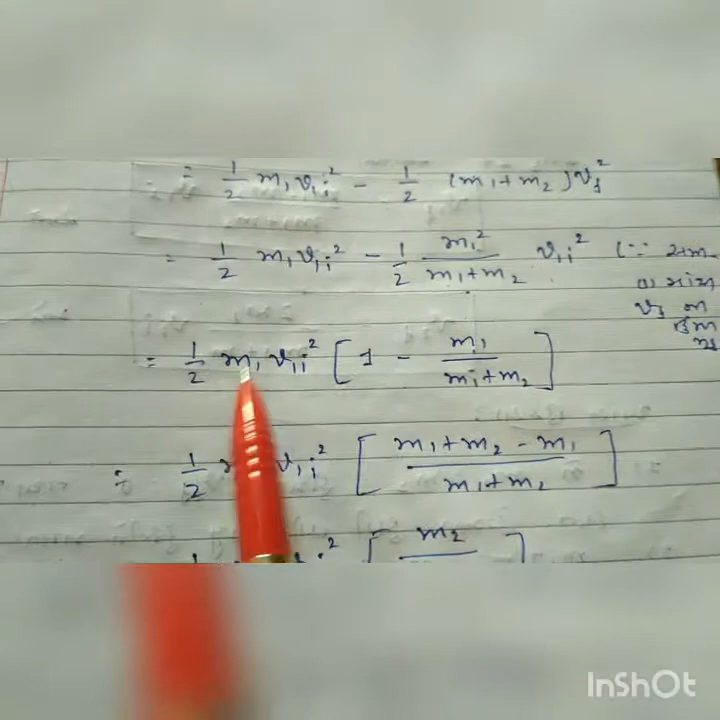 = 1/2 m₁v₁ᵢ² - 1/2 (m₁+m₂)v_f²
= 1/2 m₁v₁ᵢ² - 1/2 m₁²/(m₁+m₂) v₁ᵢ² (∵
= 1/2 m₁v₁ᵢ² [1 - m₁/(m₁+m₂)]
= 1/2 v₁ᵢ² [(m₁+m₂-m₁)/(m₁+m₂)]
² [m₂ ]
InShOt